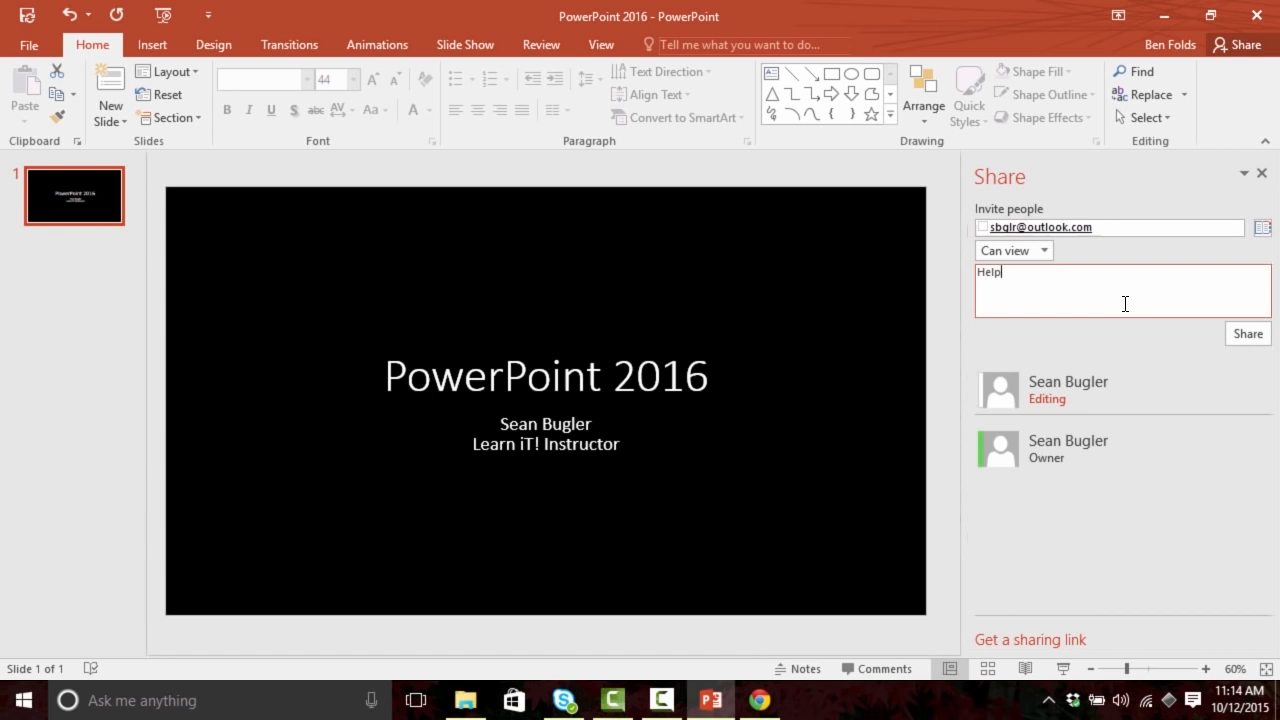 PowerPoint 2016 - PowerPoint
File Home Insert Design Transitions Animations Slide Show Review View Tell me what you want to do... Ben Folds Share
Paste
Clipboard
New
Slide
Layout
Reset
Section
Slides
44
B I U S abc AV Aa A
Font
Text Direction
Align Text
Convert to SmartArt
Paragraph
Arrange
Quick
Styles
Shape Fill
Shape Outline
Shape Effects
Drawing
Find
Replace
Select
Editing
1
PowerPoint 2016
PowerPoint 2016
Sean Bugler
Learn iT! Instructor
Share
Invite people
sbglr@outlook.com
Can view
Help
Share
Sean Bugler
Editing
Sean Bugler
Owner
Get a sharing link
Slide 1 of 1
Notes Comments 60%
Ask me anything
11:14 AM
10/12/2015